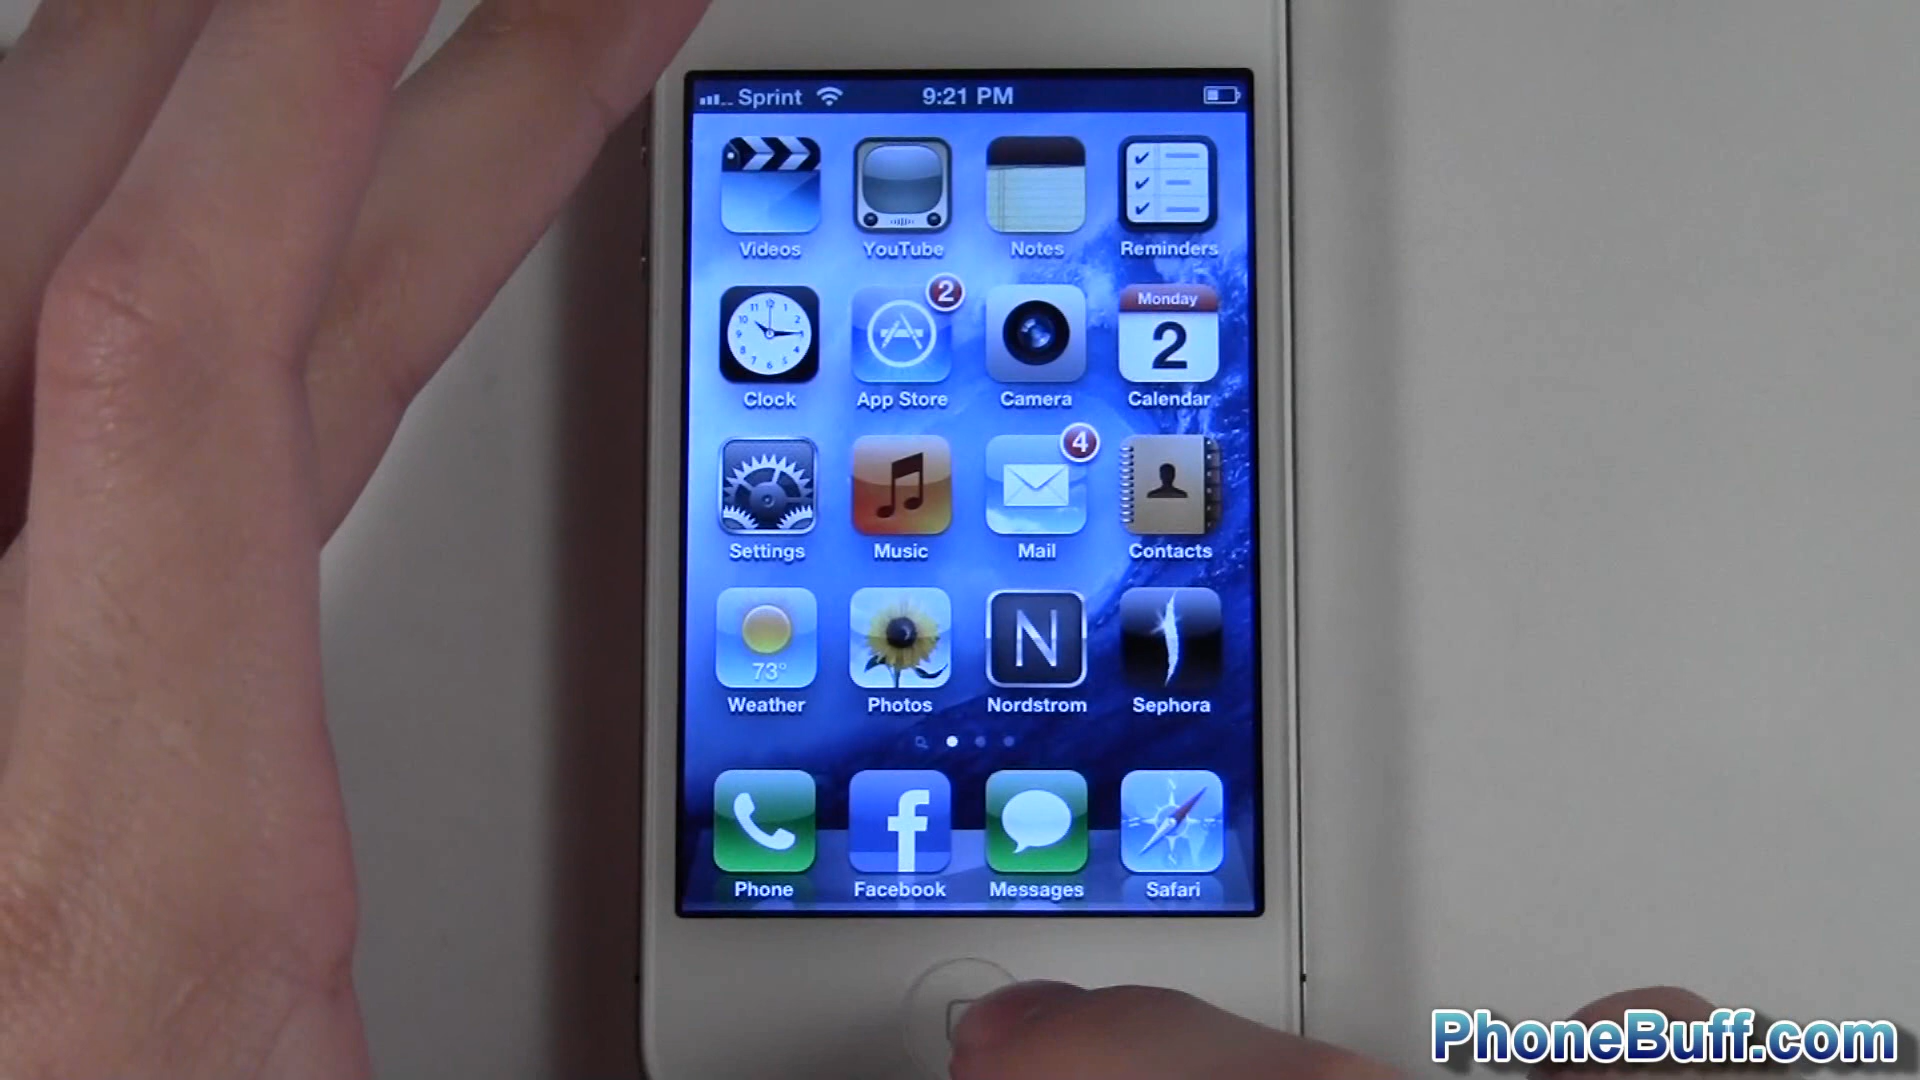 Sprint 9:21 PM
Videos YouTube Notes Reminders
2 Monday
2
Clock App Store Camera Calendar
4
Settings Music Mail Contacts
73°
N
Weather Photos Nordstrom Sephora
f
Phone Facebook Messages Safari
PhoneBuff.com